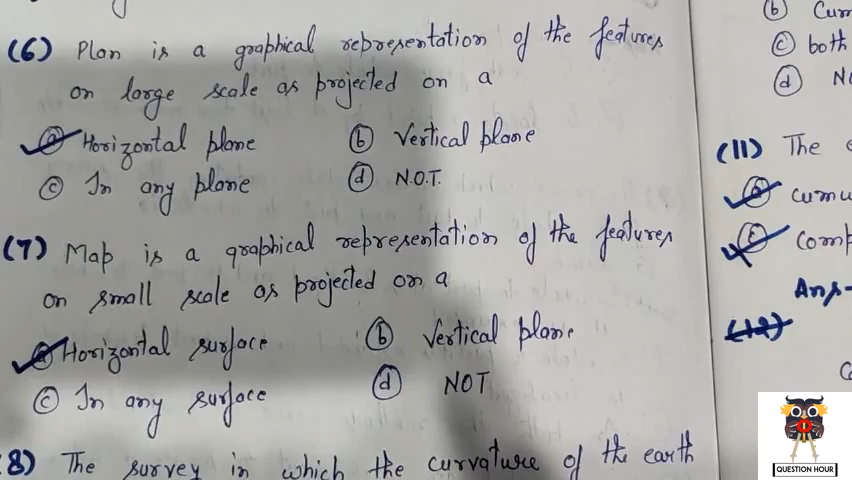 (6) Plan is a graphical representation of the features
on large scale as projected on a
(a) Horizontal plane (b) Vertical plane
(c) In any plane (d) N.O.T.
(7) Map is a graphical representation of the features
on small scale as projected on a
(a) Horizontal surface (b) Vertical plane
(c) In any surface (d) NOT
8) The survey in which the curvature of the earth
(b)
(c) both
(d)
(11) The
Ans-
(12)
QUESTION HOUR